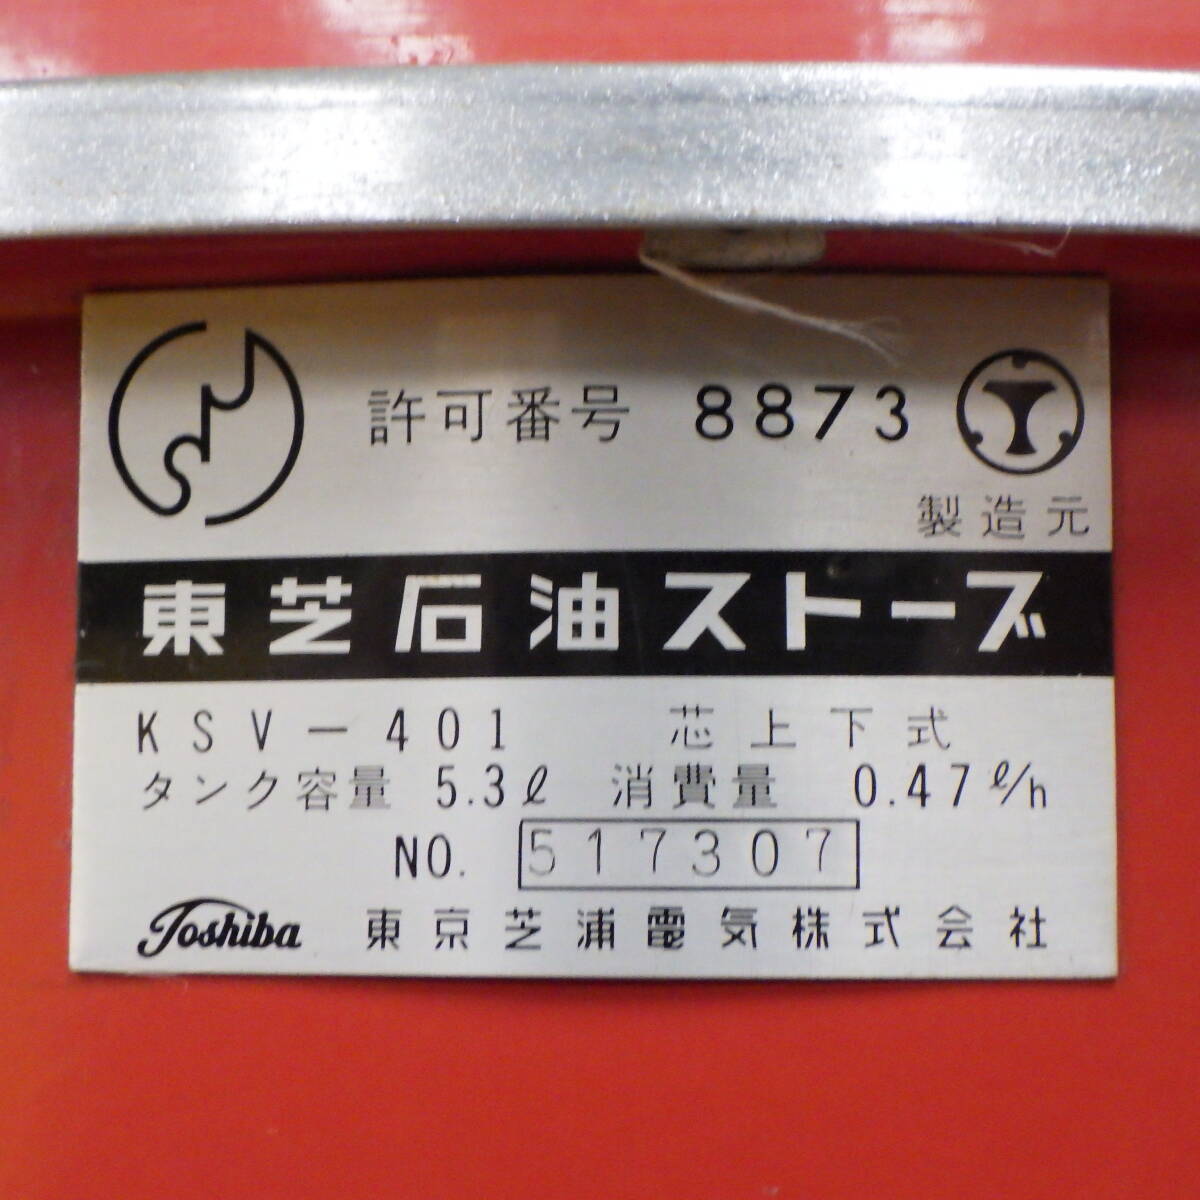 許可番号 8873
製造元
東芝石油ストーブ
KSV-401 芯上下式
タンク容量 5.3ℓ 消費量 0.47ℓ/h
NO. 517307
Toshiba 東京芝浦電気株式会社